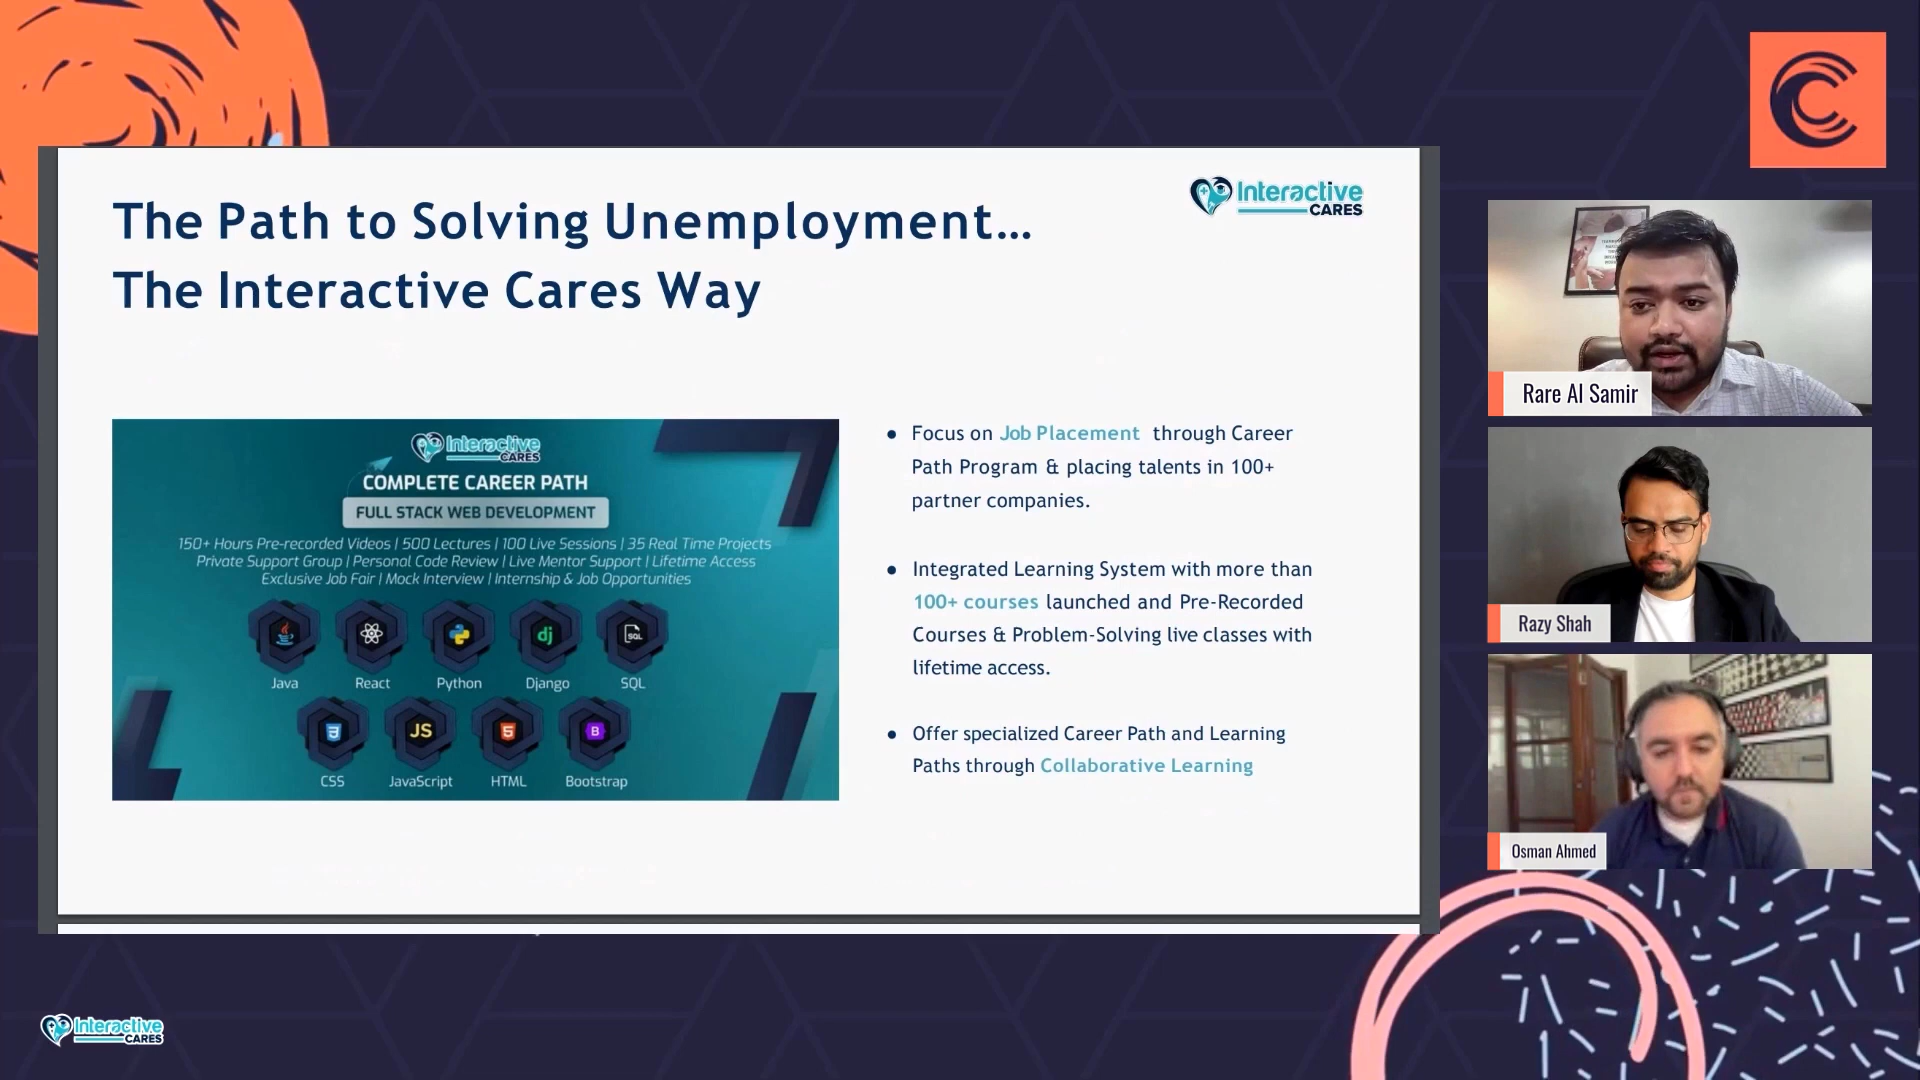 The Path to Solving Unemployment...
The Interactive Cares Way
Interactive
CARES
Interactive
CARES
COMPLETE CAREER PATH
FULL STACK WEB DEVELOPMENT
150+ Hours Pre-recorded Videos | 500 Lectures | 100 Live Sessions | 35 Real Time Projects
Private Support Group | Personal Code Review | Live Mentor Support | Lifetime Access
Exclusive Job Fair | Mock Interview | Internship & Job Opportunities
SQL
dj
Java React Python Django SQL
JS
5
B
CSS JavaScript HTML Bootstrap
● Focus on Job Placement through Career
Path Program & placing talents in 100+
partner companies.
● Integrated Learning System with more than
100+ courses launched and Pre-Recorded
Courses & Problem-Solving live classes with
lifetime access.
● Offer specialized Career Path and Learning
Paths through Collaborative Learning
C
Rare Al Samir
Razy Shah
Osman Ahmed
Interactive
CARES